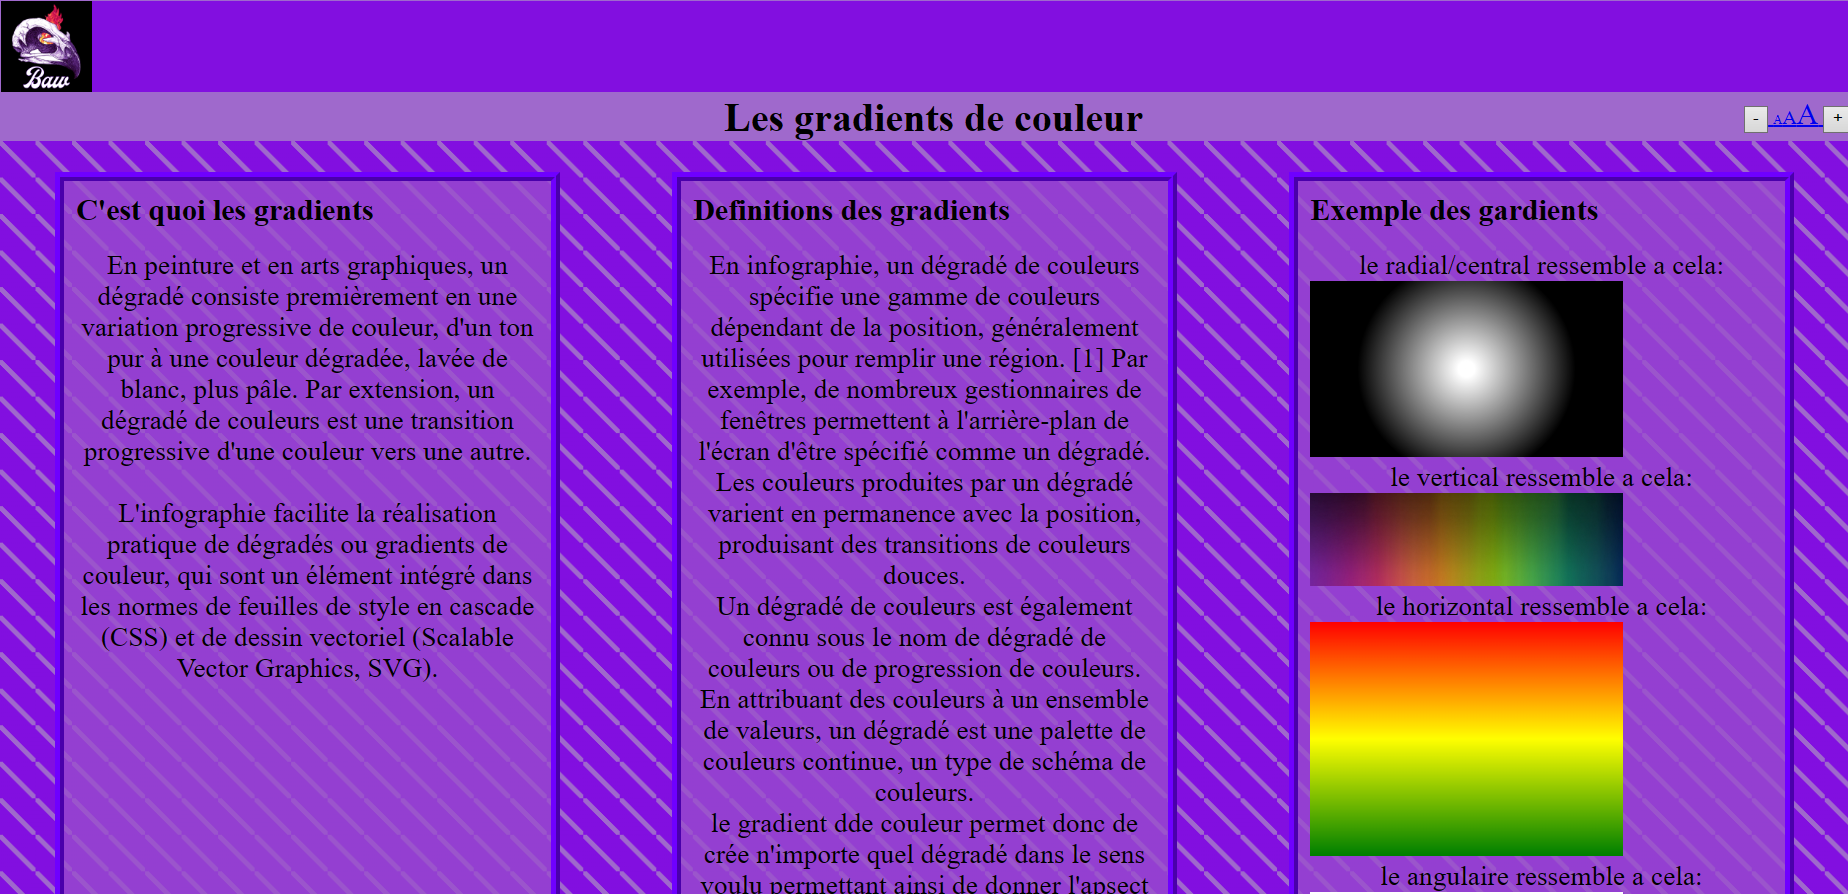 Baw
Les gradients de couleur
- AAA +
C'est quoi les gradients
En peinture et en arts graphiques, un
dégradé consiste premièrement en une
variation progressive de couleur, d'un ton
pur à une couleur dégradée, lavée de
blanc, plus pâle. Par extension, un
dégradé de couleurs est une transition
progressive d'une couleur vers une autre.
L'infographie facilite la réalisation
pratique de dégradés ou gradients de
couleur, qui sont un élément intégré dans
les normes de feuilles de style en cascade
(CSS) et de dessin vectoriel (Scalable
Vector Graphics, SVG).
Definitions des gradients
En infographie, un dégradé de couleurs
spécifie une gamme de couleurs
dépendant de la position, généralement
utilisées pour remplir une région. [1] Par
exemple, de nombreux gestionnaires de
fenêtres permettent à l'arrière-plan de
l'écran d'être spécifié comme un dégradé.
Les couleurs produites par un dégradé
varient en permanence avec la position,
produisant des transitions de couleurs
douces.
Un dégradé de couleurs est également
connu sous le nom de dégradé de
couleurs ou de progression de couleurs.
En attribuant des couleurs à un ensemble
de valeurs, un dégradé est une palette de
couleurs continue, un type de schéma de
couleurs.
le gradient dde couleur permet donc de
crée n'importe quel dégradé dans le sens
voulu permettant ainsi de donner l'apsect
Exemple des gardients
le radial/central ressemble a cela:
le vertical ressemble a cela:
le horizontal ressemble a cela:
le angulaire ressemble a cela: